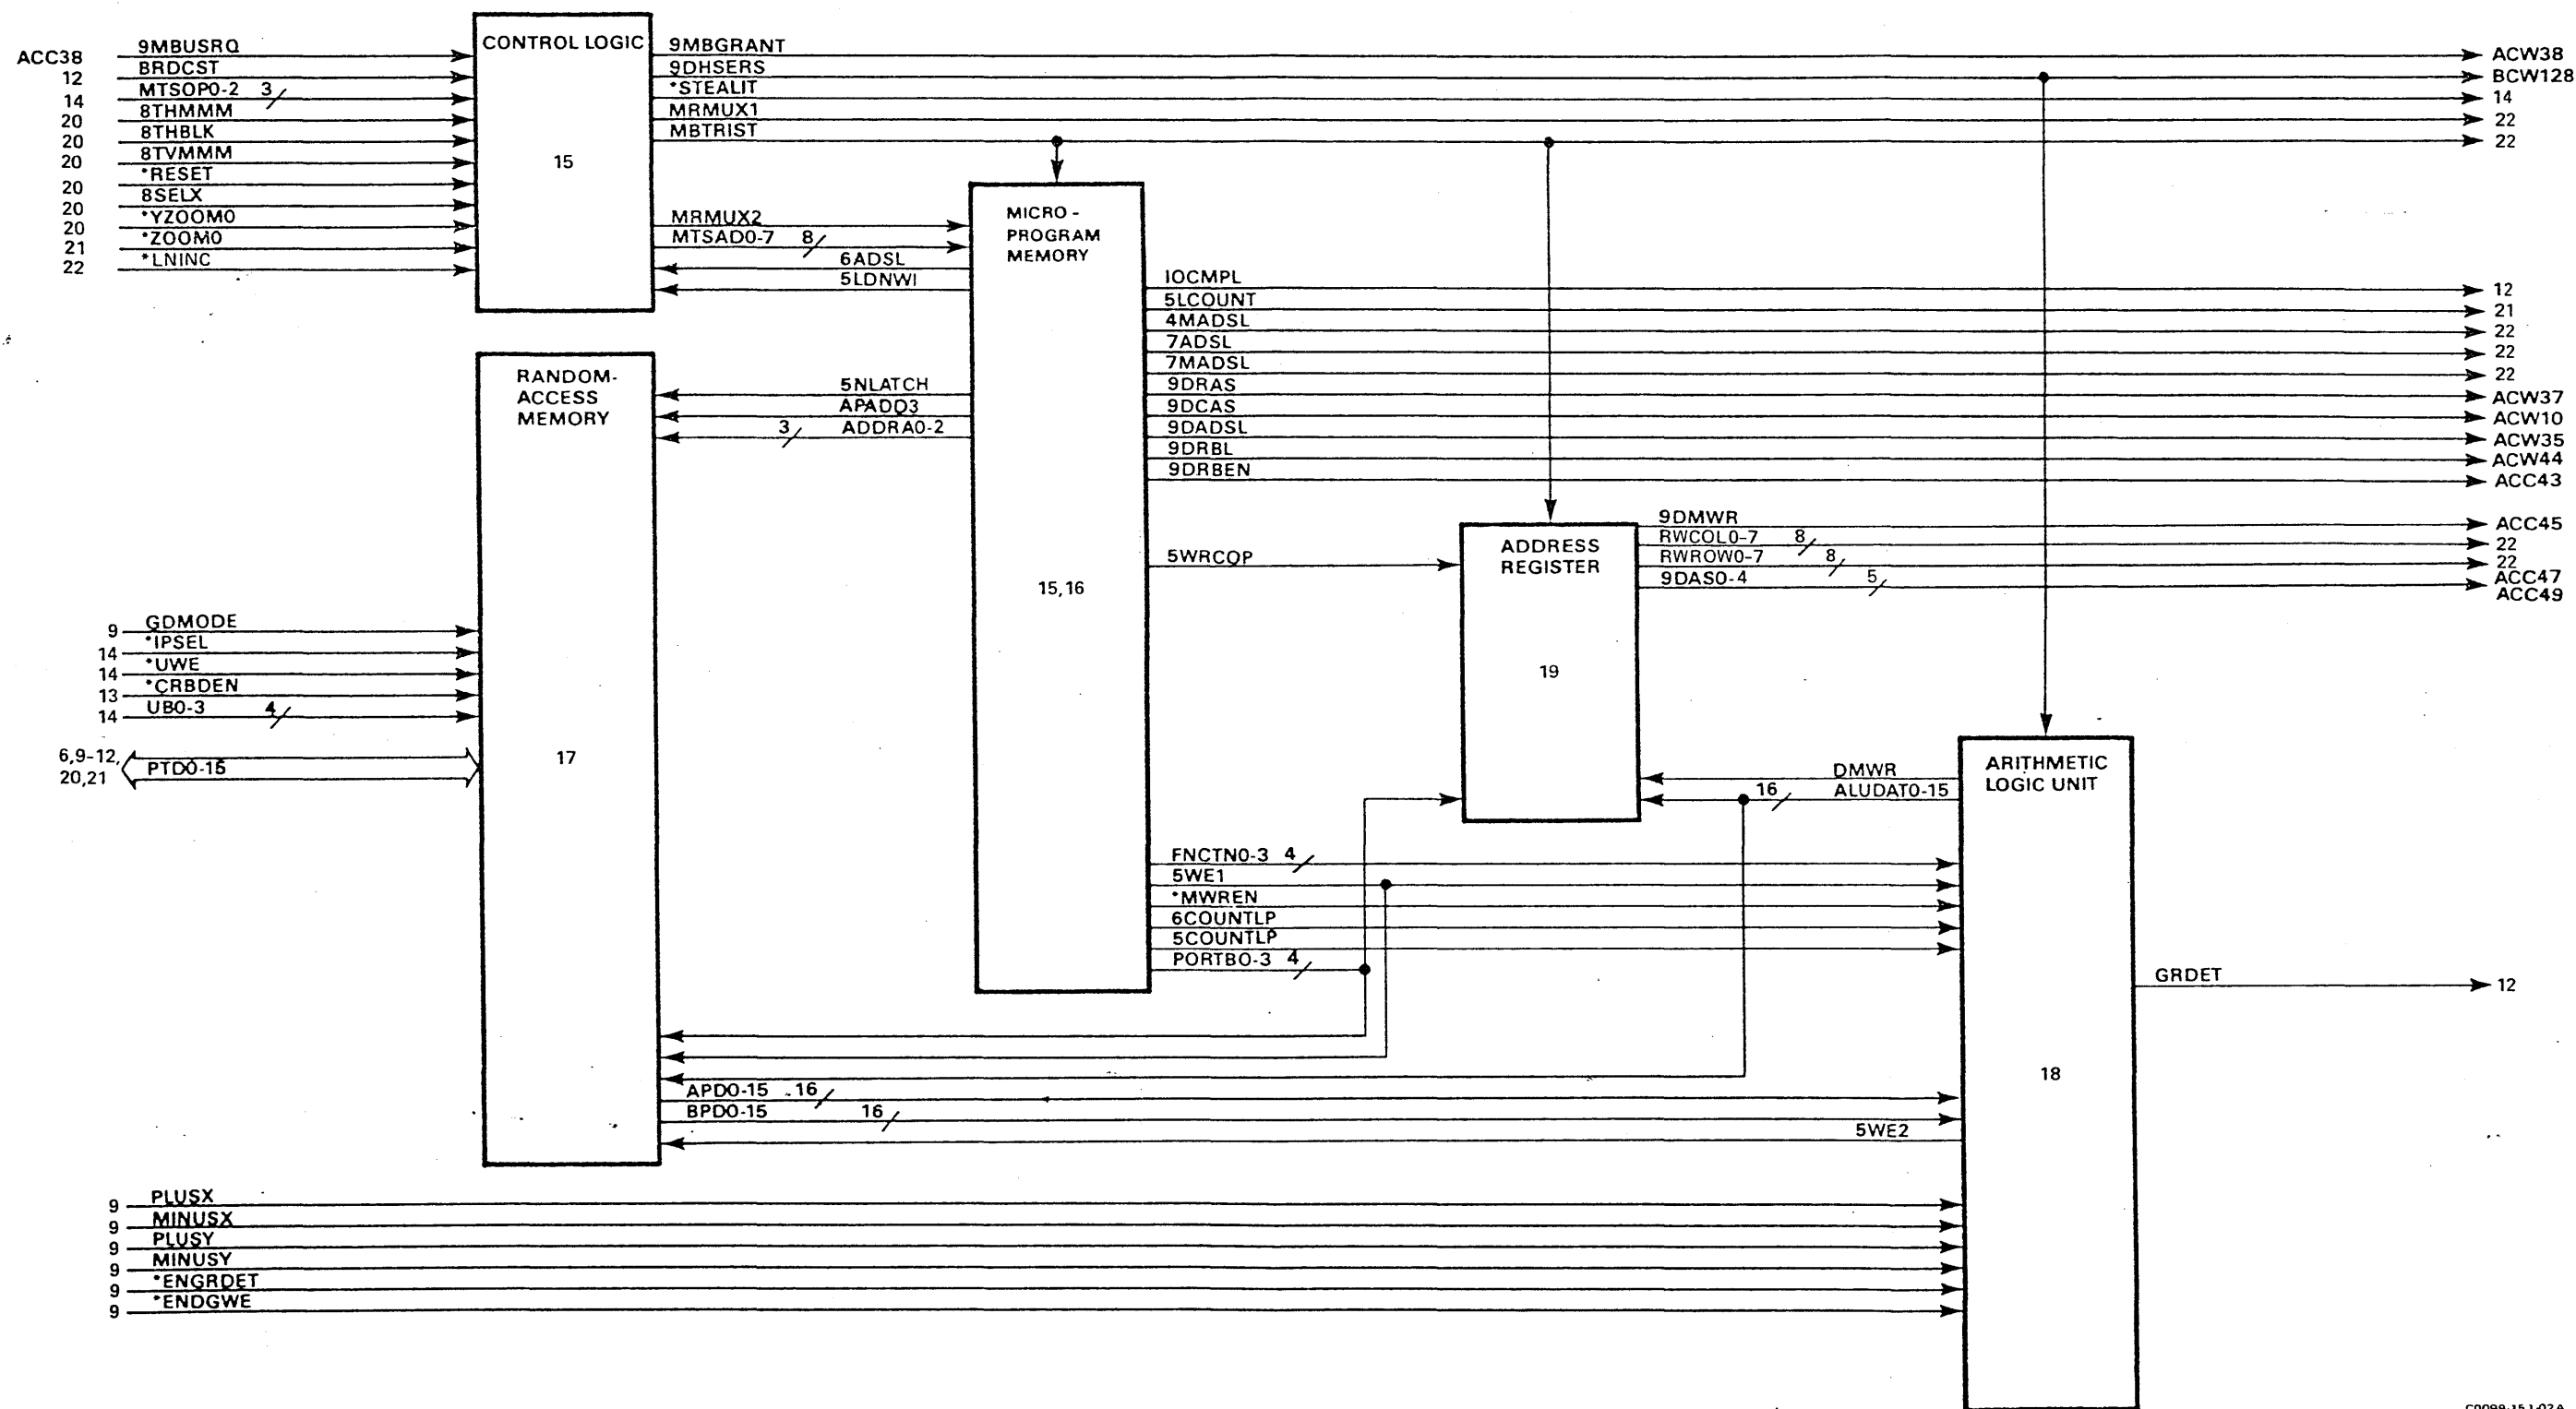 ACC38 9MBUSRQ
12 BRDCST
14 MTSOP0-2 3
20 8THMMM
20 8THBLK
20 8TVMMM
20 *RESET
20 8SELX
20 *YZOOM0
21 *ZOOM0
22 *LNINC
CONTROL LOGIC
15
9MBGRANT ACW38
9DHSERS BCW128
*STEALIT 14
MRMUX1 22
MBTRIST 22
MRMUX2
MTSAD0-7 8
6ADSL
5LDNWI
MICRO-
PROGRAM
MEMORY
15,16
IOCMPL 12
5LCOUNT 21
4MADSL 22
7ADSL 22
7MADSL 22
9DRAS ACW37
9DCAS ACW10
9DADSL ACW35
9DRBL ACW44
9DRBEN ACC43
RANDOM-
ACCESS
MEMORY
17
5NLATCH
APADD3
3 ADDRA0-2
5WRCOP
ADDRESS
REGISTER
19
9DMWR ACC45
RWCOL0-7 8 22
RWROW0-7 8 22
9DAS0-4 5 ACC47
ACC49
9 GDMODE
14 *IPSEL
14 *UWE
13 *CRBDEN
14 UB0-3 4
6,9-12,
20,21 PTD0-15
DMWR
16 ALUDAT0-15
ARITHMETIC
LOGIC UNIT
18
FNCTN0-3 4
5WE1
*MWREN
6COUNTLP
5COUNTLP
PORTB0-3 4
GRDET 12
APD0-15 16
BPD0-15 16
5WE2
9 PLUSX
9 MINUSX
9 PLUSY
9 MINUSY
9 *ENGRDET
9 *ENDGWE
C0099-151-02A